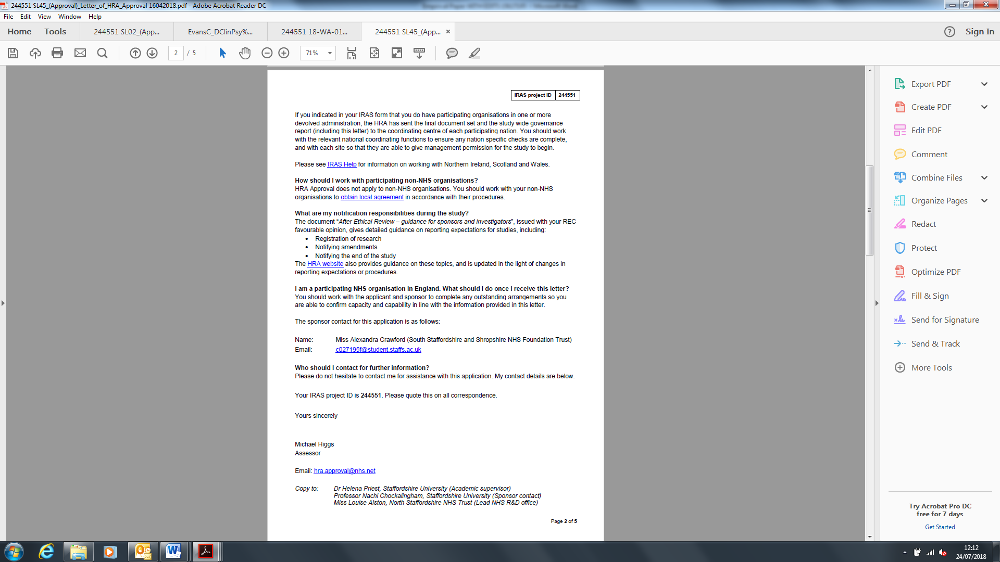 244551 SL45_(Approval)_Letter_of_HRA_Approval 16042018.pdf - Adobe Acrobat Reader DC
File Edit View Window Help
Home Tools 244551 SL02_(App... EvansC_DClinPsy%... 244551 18-WA-01... 244551 SL45_(App... × Sign In
2 / 5 71%
IRAS project ID 244551
If you indicated in your IRAS form that you do have participating organisations in one or more
devolved administration, the HRA has sent the final document set and the study wide governance
report (including this letter) to the coordinating centre of each participating nation. You should work
with the relevant national coordinating functions to ensure any nation specific checks are complete,
and with each site so that they are able to give management permission for the study to begin.
Please see IRAS Help for information on working with Northern Ireland, Scotland and Wales.
How should I work with participating non-NHS organisations?
HRA Approval does not apply to non-NHS organisations. You should work with your non-NHS
organisations to obtain local agreement in accordance with their procedures.
What are my notification responsibilities during the study?
The document “After Ethical Review – guidance for sponsors and investigators”, issued with your REC
favourable opinion, gives detailed guidance on reporting expectations for studies, including:
• Registration of research
• Notifying amendments
• Notifying the end of the study
The HRA website also provides guidance on these topics, and is updated in the light of changes in
reporting expectations or procedures.
I am a participating NHS organisation in England. What should I do once I receive this letter?
You should work with the applicant and sponsor to complete any outstanding arrangements so you
are able to confirm capacity and capability in line with the information provided in this letter.
The sponsor contact for this application is as follows:
Name: Miss Alexandra Crawford (South Staffordshire and Shropshire NHS Foundation Trust)
Email: c027195f@student.staffs.ac.uk
Who should I contact for further information?
Please do not hesitate to contact me for assistance with this application. My contact details are below.
Your IRAS project ID is 244551. Please quote this on all correspondence.
Yours sincerely
Michael Higgs
Assessor
Email: hra.approval@nhs.net
Copy to: Dr Helena Priest, Staffordshire University (Academic supervisor)
Professor Nachi Chockalingham, Staffordshire University (Sponsor contact)
Miss Louise Alston, North Staffordshire NHS Trust (Lead NHS R&D office)
Page 2 of 5
Export PDF
Create PDF
Edit PDF
Comment
Combine Files
Organize Pages
Redact
Protect
Optimize PDF
Fill & Sign
Send for Signature
Send & Track
More Tools
Try Acrobat Pro DC
free for 7 days
Get Started
12:12
24/07/2018